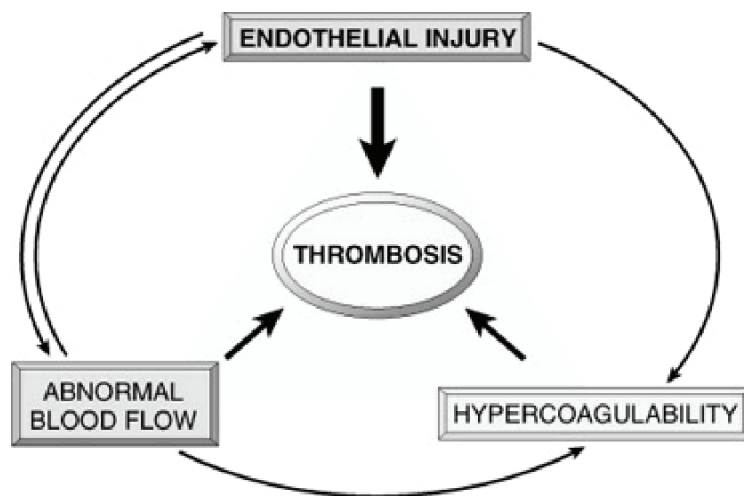 ENDOTHELIAL INJURY
THROMBOSIS
ABNORMAL
BLOOD FLOW
HYPERCOAGULABILITY